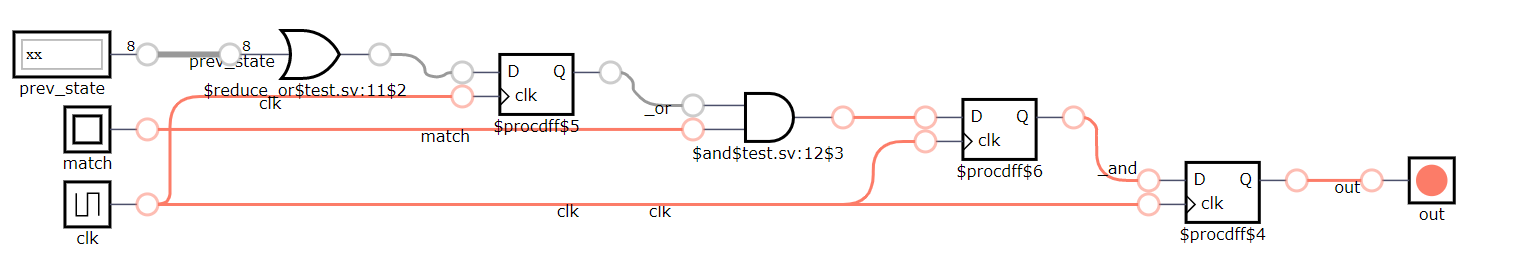 xx
prev_state
8
8
prev_state
$reduce_or$test.sv:11$2
clk
D Q
clk
$procdff$5
match
match
_or
$and$test.sv:12$3
D Q
clk
$procdff$6
_and
D Q
clk
$procdff$4
out
out
clk
clk
clk